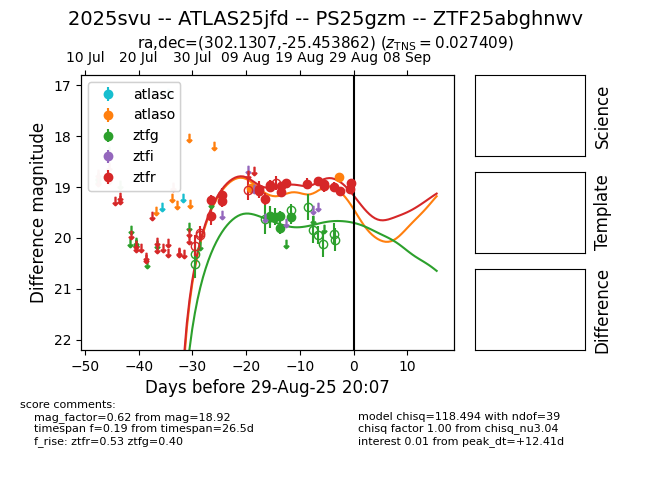 2025svu -- ATLAS25jfd -- PS25gzm -- ZTF25abghnwv
ra,dec=(302.1307,-25.453862) (z_TNS = 0.027409)
10 Jul 20 Jul 30 Jul 09 Aug 19 Aug 29 Aug 08 Sep
17
18
19
20
21
22
Difference magnitude
atlasc
atlaso
ztfg
ztfi
ztfr
−50 −40 −30 −20 −10 0 10
Days before 29-Aug-25 20:07
Science
Template
Difference
score comments:
mag_factor=0.62 from mag=18.92
timespan f=0.19 from timespan=26.5d
f_rise: ztfr=0.53 ztfg=0.40
model chisq=118.494 with ndof=39
chisq factor 1.00 from chisq_nu3.04
interest 0.01 from peak_dt=+12.41d